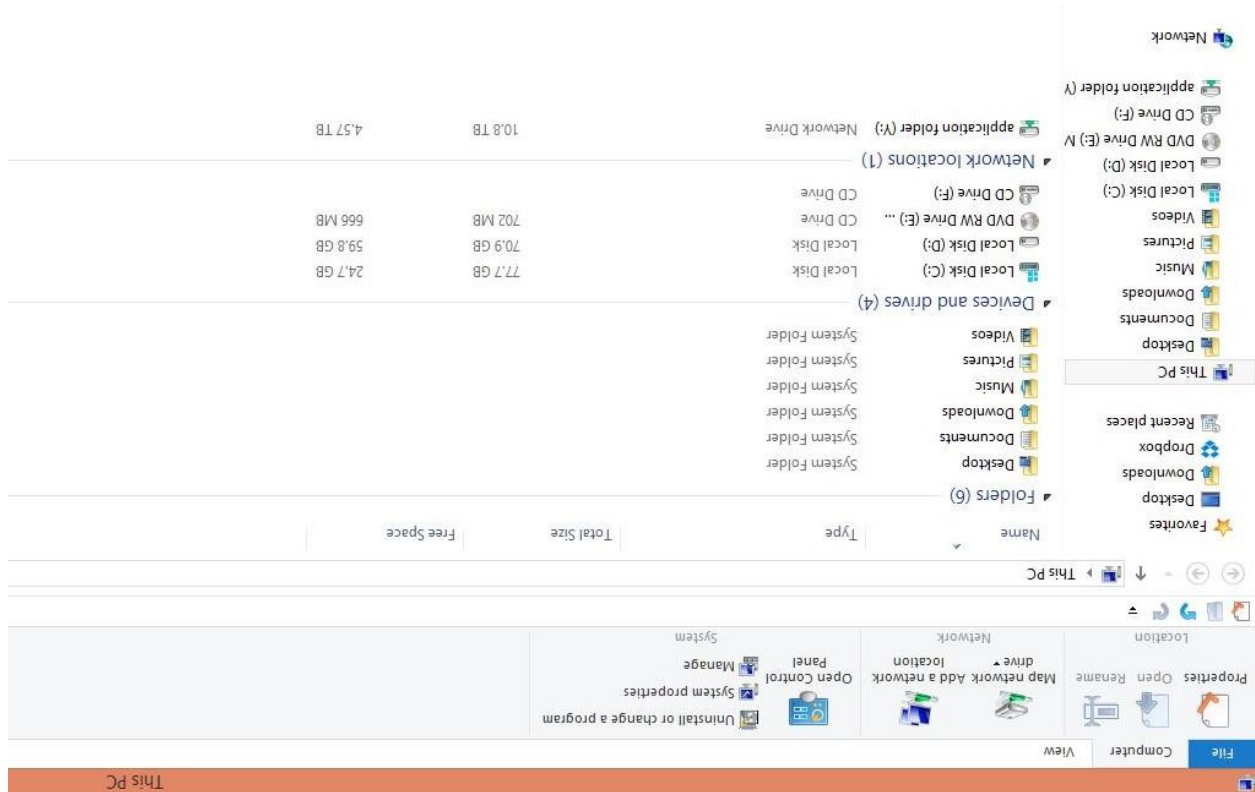 This PC
File Computer View
Properties Open Rename
Map network drive Add a network location
Open Control Panel
Uninstall or change a program
System properties
Manage
Location Network System
This PC
Favorites
Desktop
Downloads
Dropbox
Recent places
This PC
Desktop
Documents
Downloads
Music
Pictures
Videos
Local Disk (C:)
Local Disk (D:)
DVD RW Drive (E:)
CD Drive (F:)
application folder (Y
Network
Name Type Total Size Free Space
Folders (6)
Desktop System Folder
Documents System Folder
Downloads System Folder
Music System Folder
Pictures System Folder
Videos System Folder
Devices and drives (4)
Local Disk (C:) Local Disk 77.7 GB 24.7 GB
Local Disk (D:) Local Disk 70.9 GB 59.8 GB
DVD RW Drive (E:) ... CD Drive 702 MB 666 MB
CD Drive (F:) CD Drive
Network locations (1)
application folder (Y:) Network Drive 10.8 TB 4.57 TB